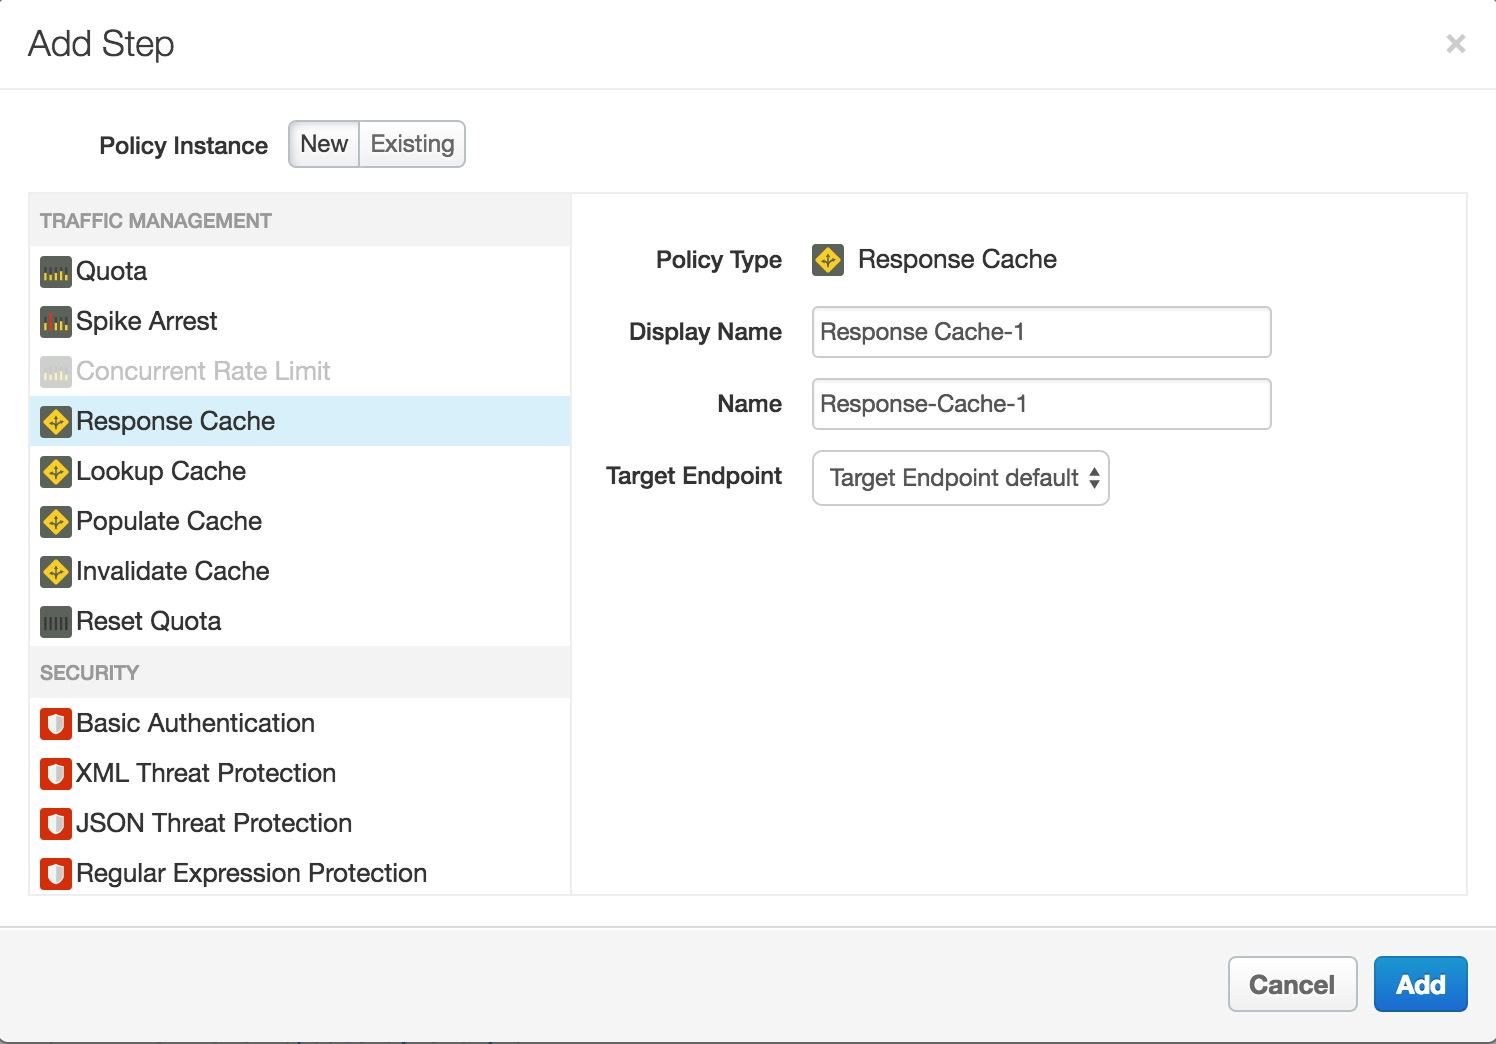 Add Step
×
Policy Instance New Existing
TRAFFIC MANAGEMENT
Quota
Spike Arrest
Concurrent Rate Limit
Response Cache
Lookup Cache
Populate Cache
Invalidate Cache
Reset Quota
SECURITY
Basic Authentication
XML Threat Protection
JSON Threat Protection
Regular Expression Protection
Policy Type Response Cache
Display Name Response Cache-1
Name Response-Cache-1
Target Endpoint Target Endpoint default
Cancel Add